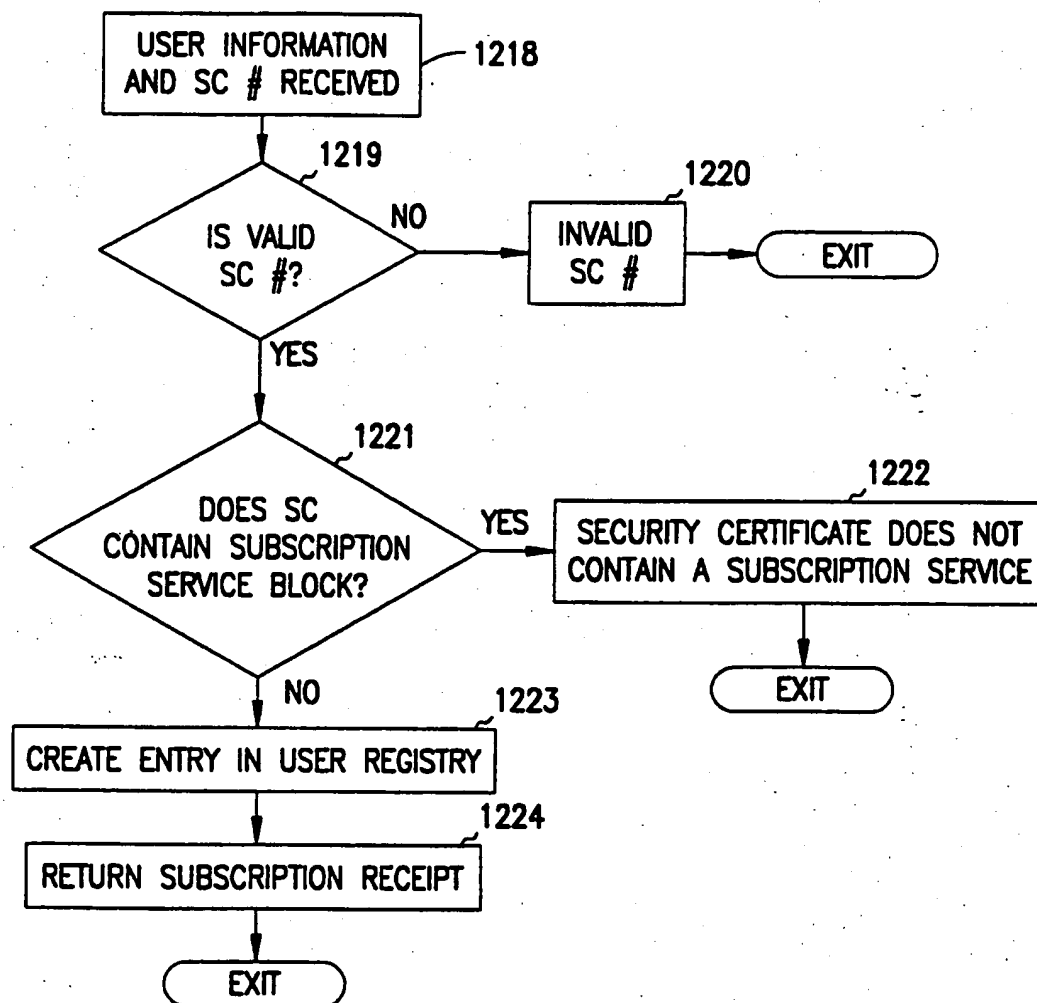 USER INFORMATION
AND SC # RECEIVED
1218
1219
IS VALID
SC #?
NO
1220
INVALID
SC #
EXIT
YES
1221
DOES SC
CONTAIN SUBSCRIPTION
SERVICE BLOCK?
YES
1222
SECURITY CERTIFICATE DOES NOT
CONTAIN A SUBSCRIPTION SERVICE
EXIT
NO
1223
CREATE ENTRY IN USER REGISTRY
1224
RETURN SUBSCRIPTION RECEIPT
EXIT